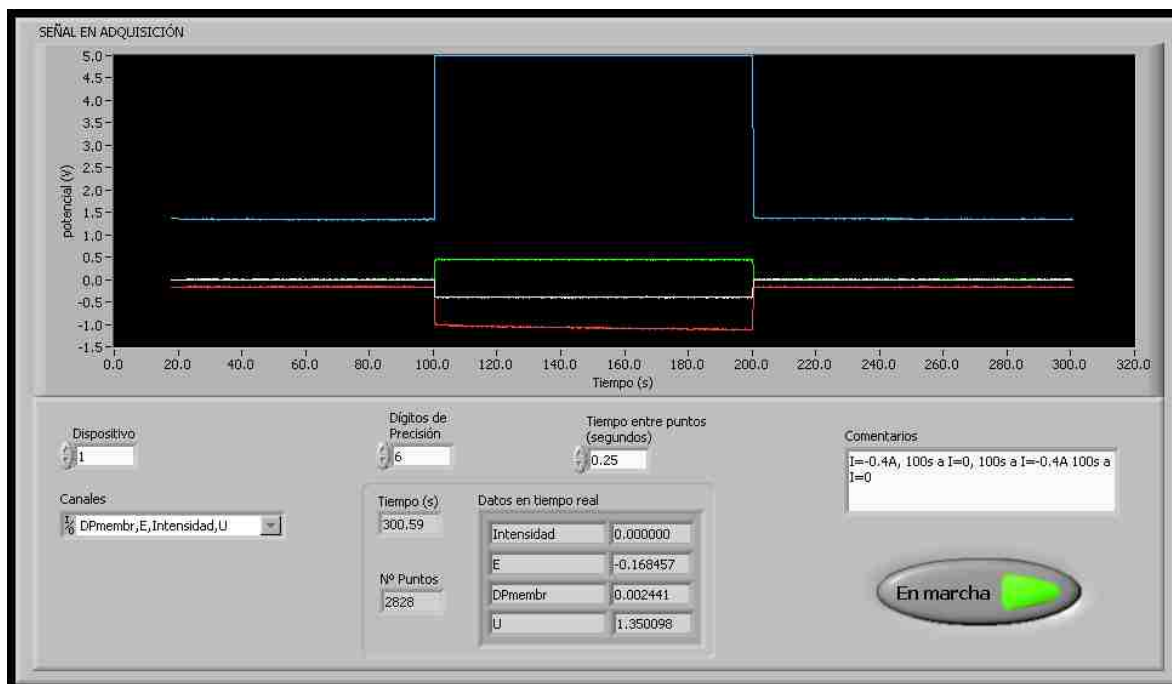 SEÑAL EN ADQUISICIÓN
potencial (V)
5.0
4.5
4.0
3.5
3.0
2.5
2.0
1.5
1.0
0.5
0.0
-0.5
-1.0
-1.5
0.0 20.0 40.0 60.0 80.0 100.0 120.0 140.0 160.0 180.0 200.0 220.0 240.0 260.0 280.0 300.0 320.0
Tiempo (s)
Dispositivo
1
Dígitos de
Precisión
6
Tiempo entre puntos
(segundos)
0.25
Comentarios
I=-0.4A, 100s a I=0, 100s a I=-0.4A 100s a
I=0
Canales
I/0 DPmembr,E,Intensidad,U
Tiempo (s)
300.59
Nº Puntos
2828
Datos en tiempo real
Intensidad 0.000000
E -0.168457
DPmembr 0.002441
U 1.350098
En marcha